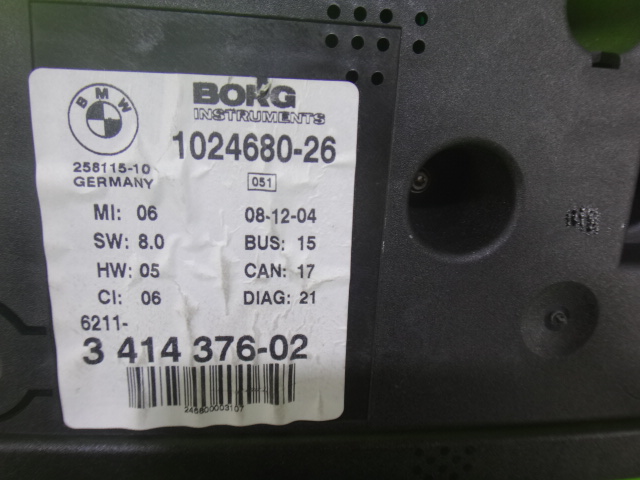 BMW
BORG
INSTRUMENTS
1024680-26
258115-10
GERMANY
051
MI: 06
08-12-04
SW: 8.0
BUS: 15
HW: 05
CAN: 17
CI: 06
DIAG: 21
6211-
3 414 376-02
246800003107